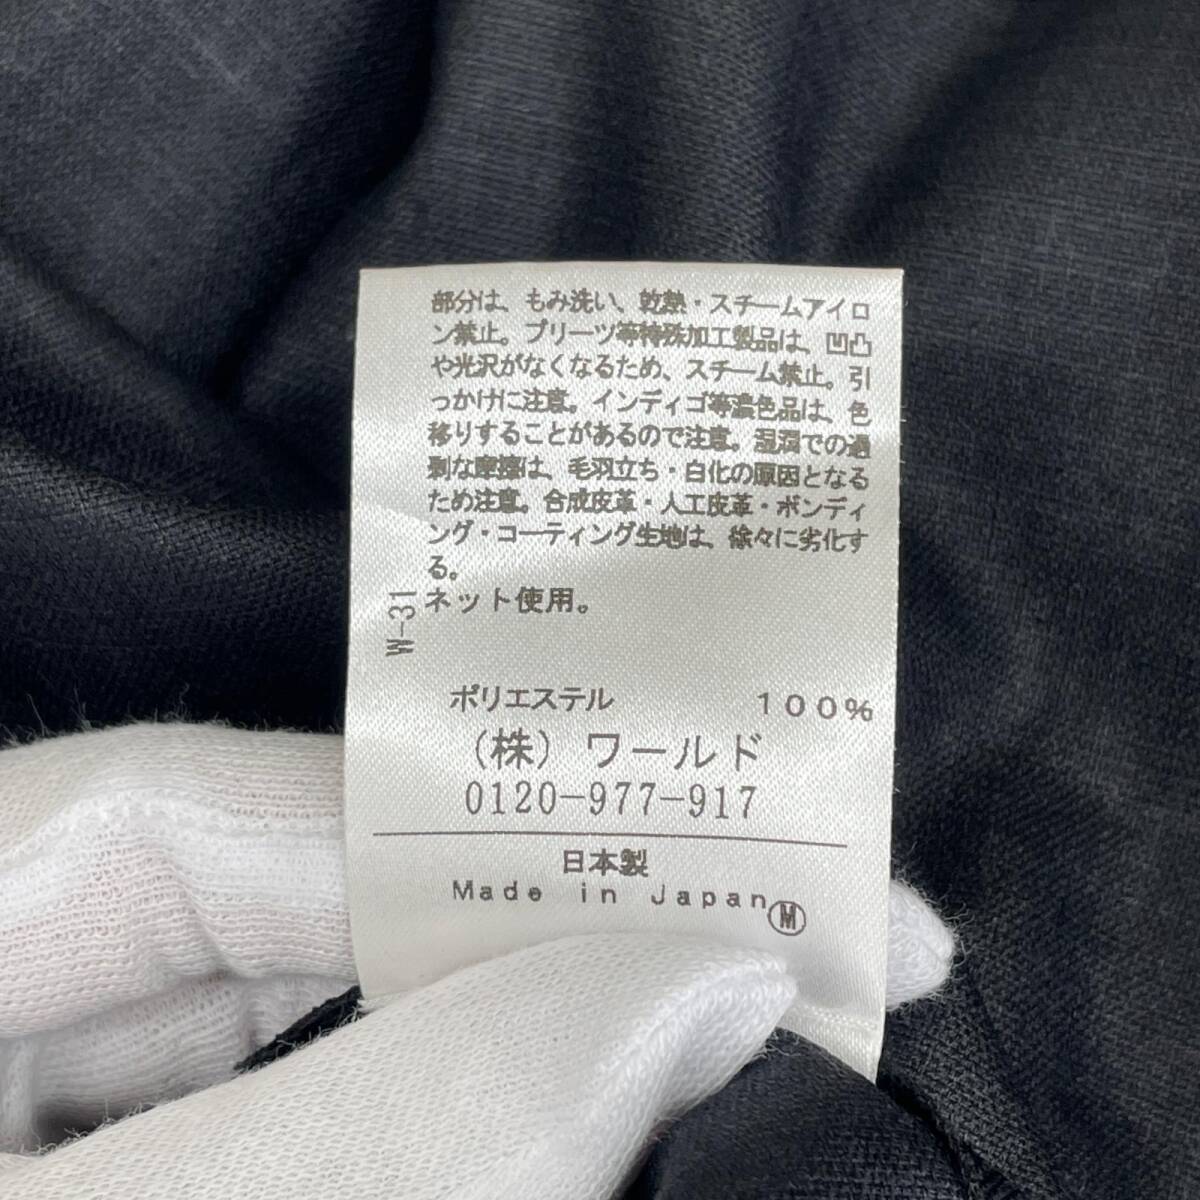 部分は、もみ洗い、乾熱・スチームアイロ
ン禁止。プリーツ等特殊加工製品は、凹凸
や光沢がなくなるため、スチーム禁止。引
っかけに注意。インディゴ等濃色品は、色
移りすることがあるので注意。湿潤での過
剰な摩擦は、毛羽立ち・白化の原因となる
ため注意。合成皮革・人工皮革・ボンディ
ング・コーティング生地は、徐々に劣化す
る。
ネット使用。
W-31
ポリエステル 100%
(株) ワールド
0120-977-917
日本製
Made in Japan
M